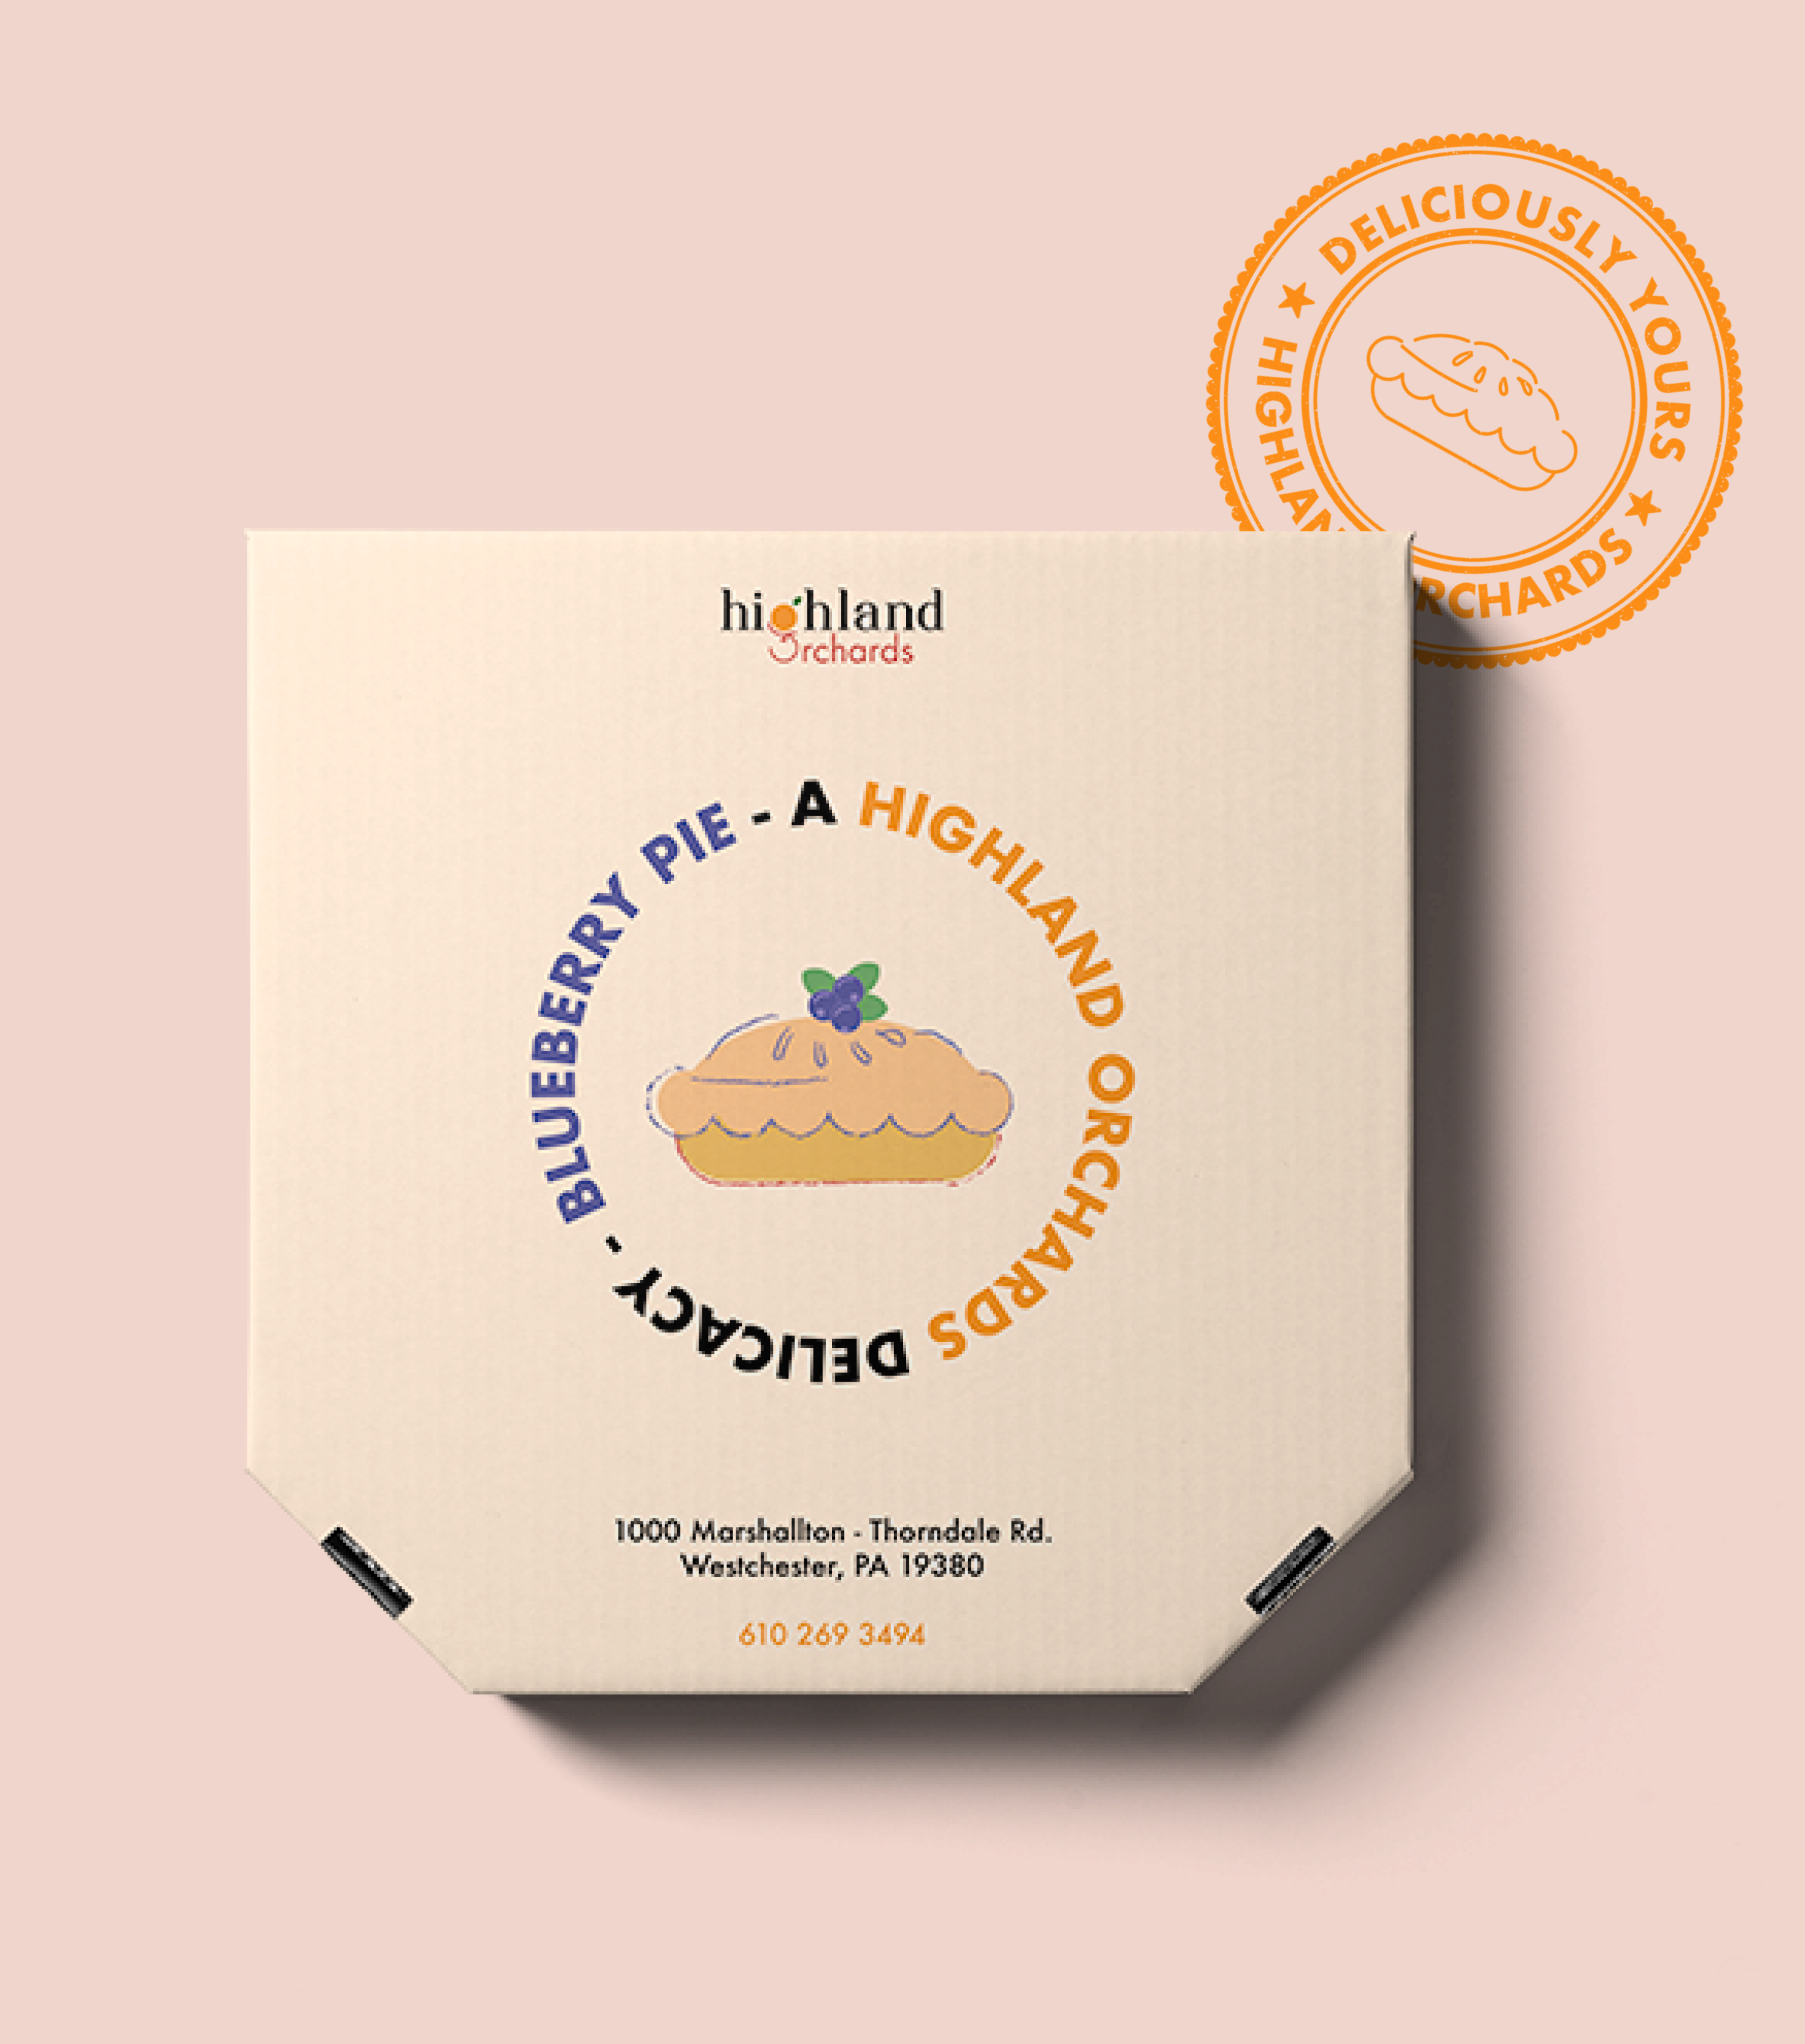 DELICIOUSLY YOURS
HIGHLAN RCHARDS
highland
orchards
BLUEBERRY PIE - A HIGHLAND ORCHARDS DELICACY -
1000 Marshallton - Thorndale Rd.
Westchester, PA 19380
610 269 3494